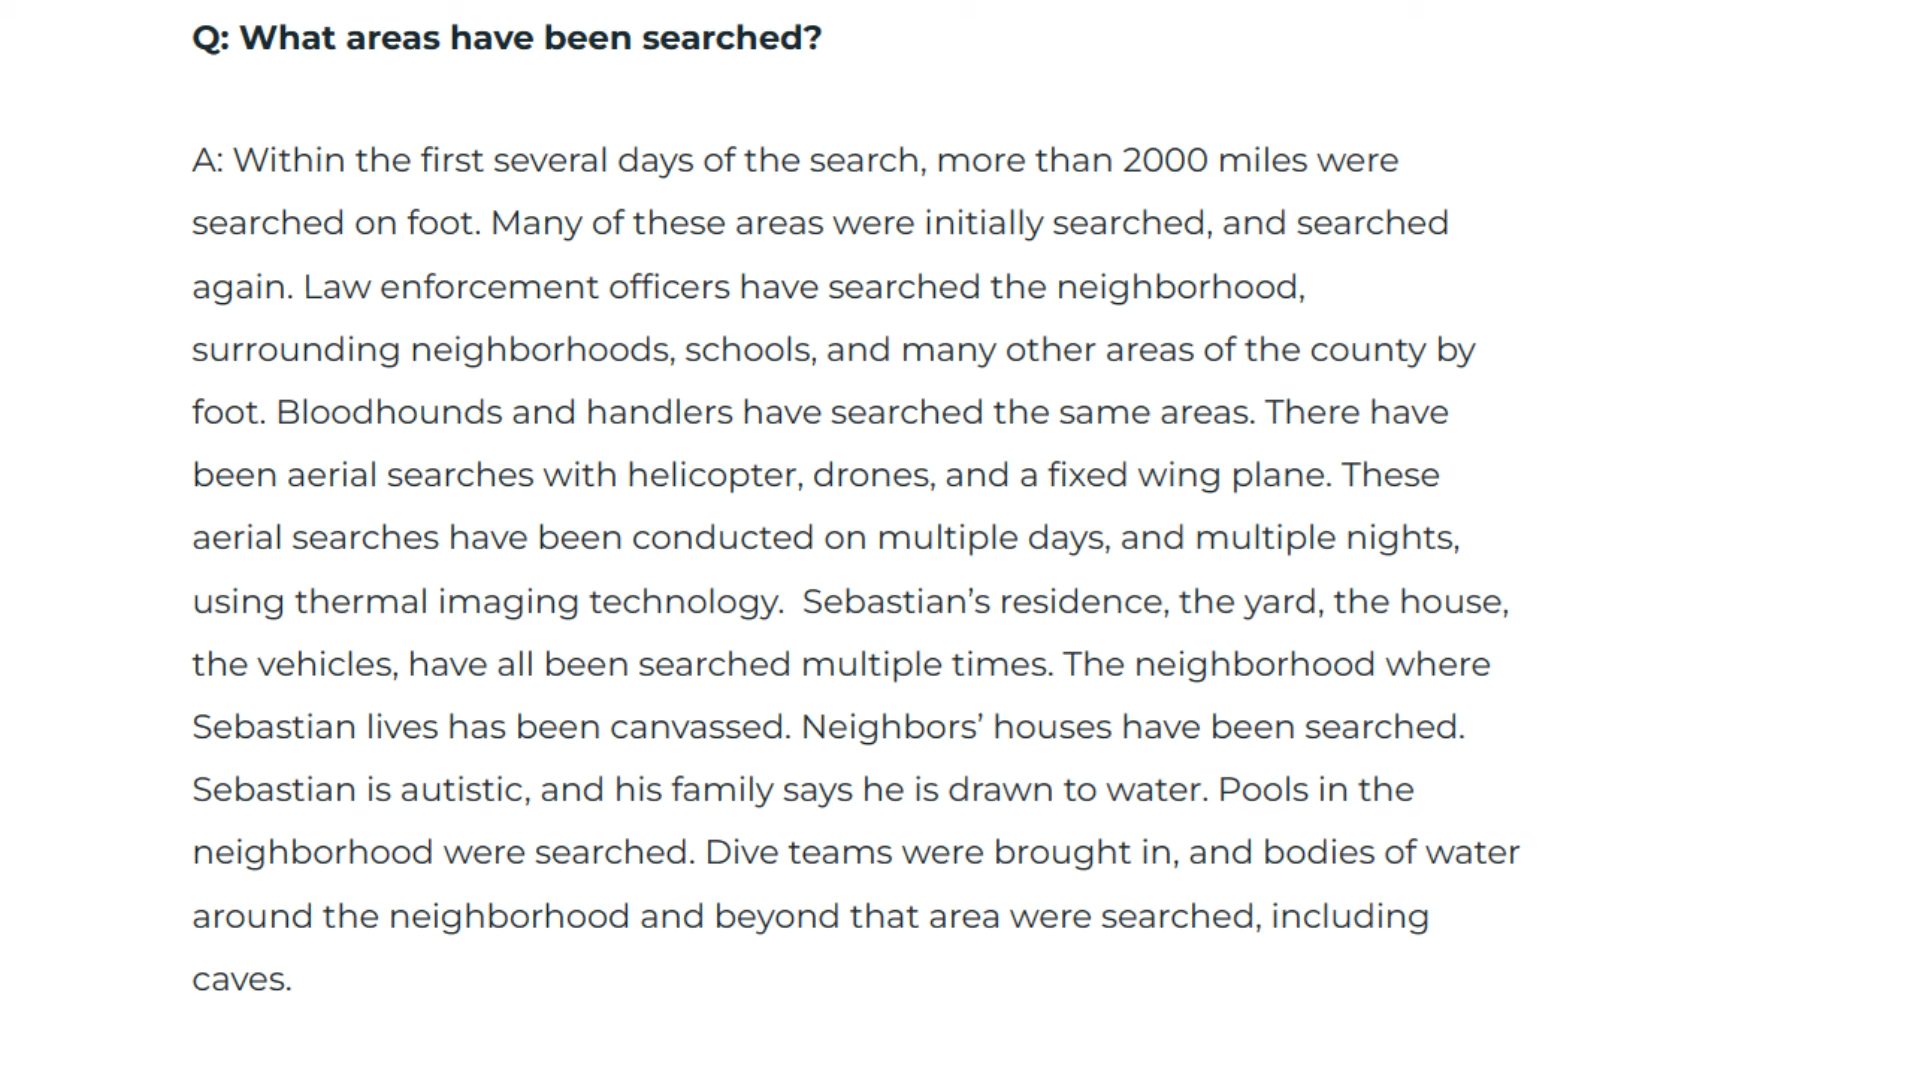 Q: What areas have been searched?
A: Within the first several days of the search, more than 2000 miles were
searched on foot. Many of these areas were initially searched, and searched
again. Law enforcement officers have searched the neighborhood,
surrounding neighborhoods, schools, and many other areas of the county by
foot. Bloodhounds and handlers have searched the same areas. There have
been aerial searches with helicopter, drones, and a fixed wing plane. These
aerial searches have been conducted on multiple days, and multiple nights,
using thermal imaging technology.  Sebastian’s residence, the yard, the house,
the vehicles, have all been searched multiple times. The neighborhood where
Sebastian lives has been canvassed. Neighbors’ houses have been searched.
Sebastian is autistic, and his family says he is drawn to water. Pools in the
neighborhood were searched. Dive teams were brought in, and bodies of water
around the neighborhood and beyond that area were searched, including
caves.